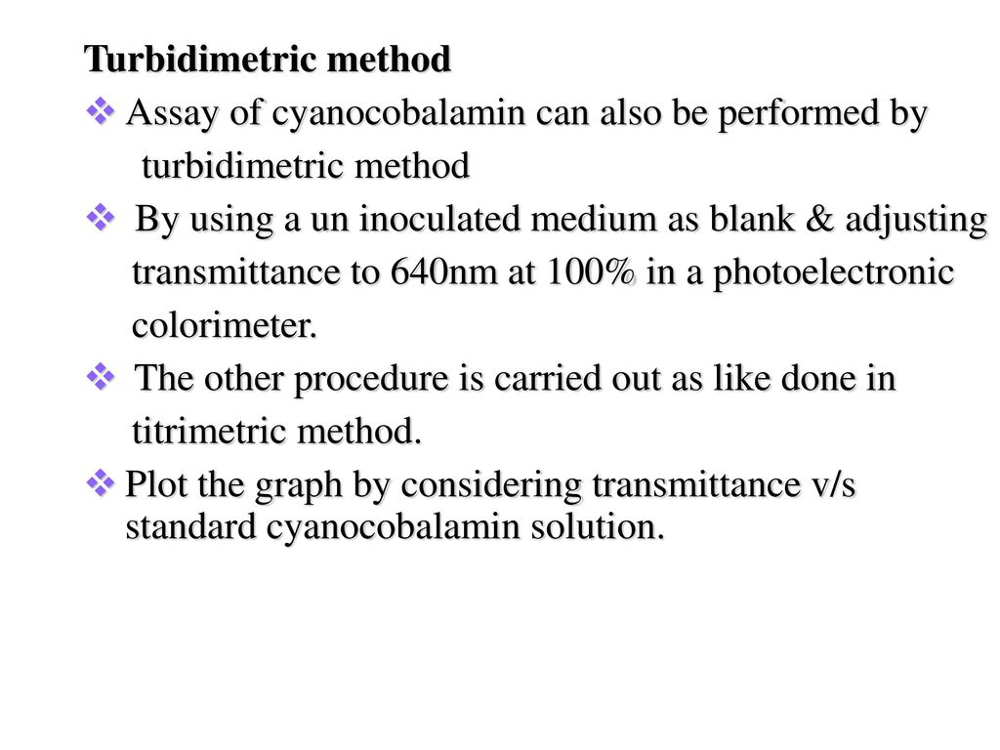 Turbidimetric method
❖ Assay of cyanocobalamin can also be performed by
turbidimetric method
❖ By using a un inoculated medium as blank & adjusting
transmittance to 640nm at 100% in a photoelectronic
colorimeter.
❖ The other procedure is carried out as like done in
titrimetric method.
❖ Plot the graph by considering transmittance v/s
standard cyanocobalamin solution.